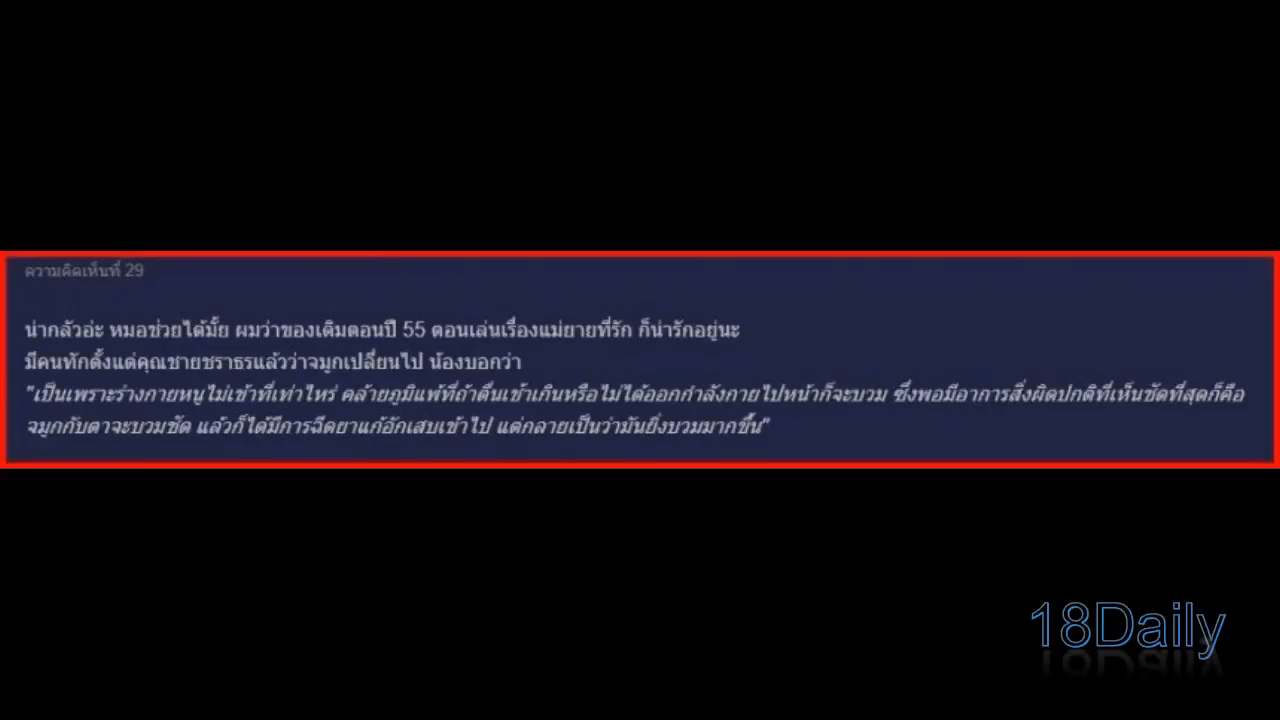 ความคิดเห็นที่ 29
น่ากลัวอ่ะ หมอช่วยได้มั้ย ผมว่าของเดิมตอนปี 55 ตอนเล่นเรื่องแม่ยายที่รัก ก็น่ารักอยู่นะ
มีคนทักตั้งแต่คุณชายชราธรแล้วว่าจมูกเปลี่ยนไป น้องบอกว่า
"เป็นเพราะร่างกายหนูไม่เข้าที่เท่าไหร่ คล้ายภูมิแพ้ที่ถ้าตื่นเช้าเกินหรือไม่ได้ออกกำลังกายไปหน้าก็จะบวม ซึ่งพอมีอาการสิ่งผิดปกติที่เห็นชัดที่สุดก็คือ
จมูกกับตาจะบวมชัด แล้วก็ได้มีการฉีดยาแก้อักเสบเข้าไป แต่กลายเป็นว่ามันยิ่งบวมมากขึ้น"
18Daily